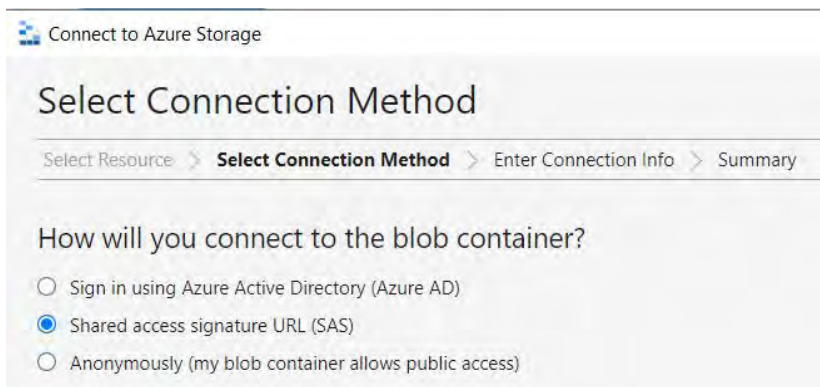 Connect to Azure Storage
Select Connection Method
Select Resource > Select Connection Method > Enter Connection Info > Summary
How will you connect to the blob container?
Sign in using Azure Active Directory (Azure AD)
Shared access signature URL (SAS)
Anonymously (my blob container allows public access)